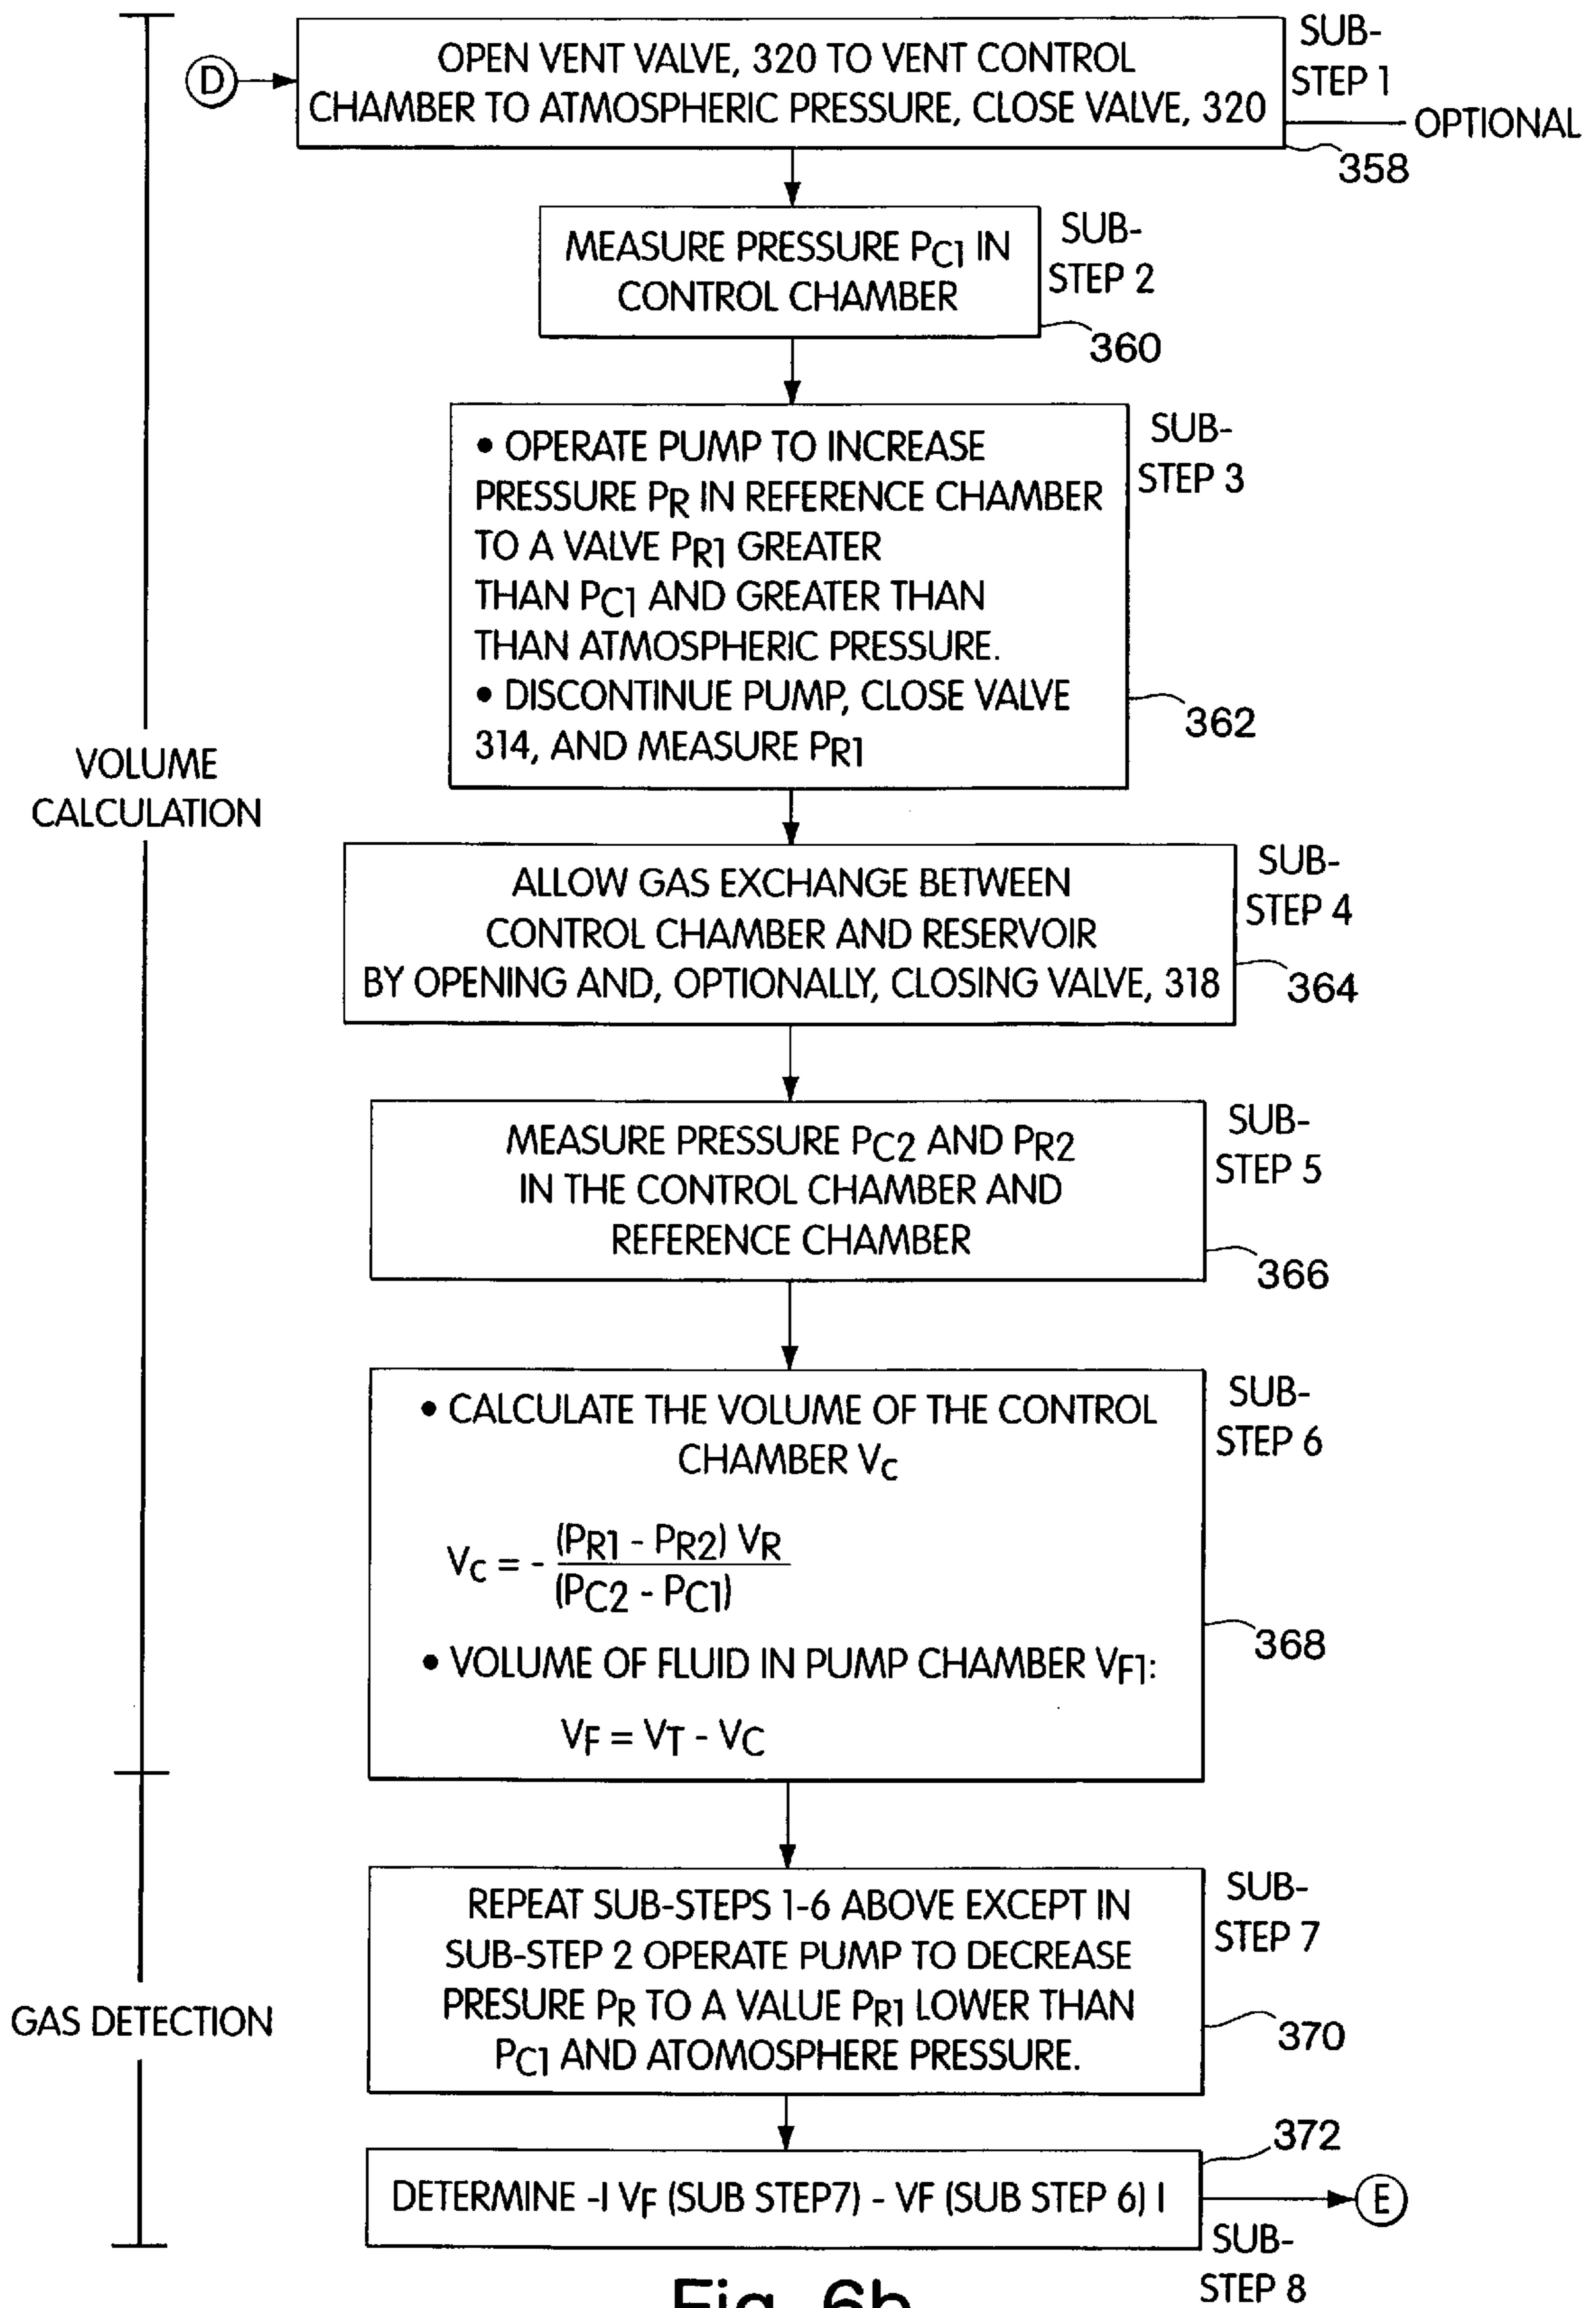 D
OPEN VENT VALVE, 320 TO VENT CONTROL
CHAMBER TO ATMOSPHERIC PRESSURE, CLOSE VALVE, 320
SUB-
STEP 1
OPTIONAL
358
MEASURE PRESSURE PC1 IN
CONTROL CHAMBER
SUB-
STEP 2
360
• OPERATE PUMP TO INCREASE
PRESSURE PR IN REFERENCE CHAMBER
TO A VALVE PR1 GREATER
THAN PC1 AND GREATER THAN
THAN ATMOSPHERIC PRESSURE.
• DISCONTINUE PUMP, CLOSE VALVE
314, AND MEASURE PR1
SUB-
STEP 3
362
VOLUME
CALCULATION
ALLOW GAS EXCHANGE BETWEEN
CONTROL CHAMBER AND RESERVOIR
BY OPENING AND, OPTIONALLY, CLOSING VALVE, 318
SUB-
STEP 4
364
MEASURE PRESSURE PC2 AND PR2
IN THE CONTROL CHAMBER AND
REFERENCE CHAMBER
SUB-
STEP 5
366
• CALCULATE THE VOLUME OF THE CONTROL
CHAMBER VC
VC = - (PR1 - PR2) VR
(PC2 - PC1)
• VOLUME OF FLUID IN PUMP CHAMBER VF1:
VF = VT - VC
SUB-
STEP 6
368
REPEAT SUB-STEPS 1-6 ABOVE EXCEPT IN
SUB-STEP 2 OPERATE PUMP TO DECREASE
PRESURE PR TO A VALUE PR1 LOWER THAN
PC1 AND ATOMOSPHERE PRESSURE.
SUB-
STEP 7
370
GAS DETECTION
DETERMINE -I VF (SUB STEP7) - VF (SUB STEP 6) I
372
E
SUB-
STEP 8
Fig. 6b